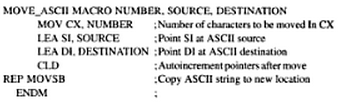 MOVE_ASCII MACRO NUMBER, SOURCE, DESTINATION
MOV CX, NUMBER ;Number of characters to be moved In CX
LEA SI, SOURCE ;Point SI at ASCII source
LEA DI, DESTINATION ;Point DI at ASCII destination
CLD ;Autoincrement pointers after move
REP MOVSB ;Copy ASCII string to new location
ENDM ;